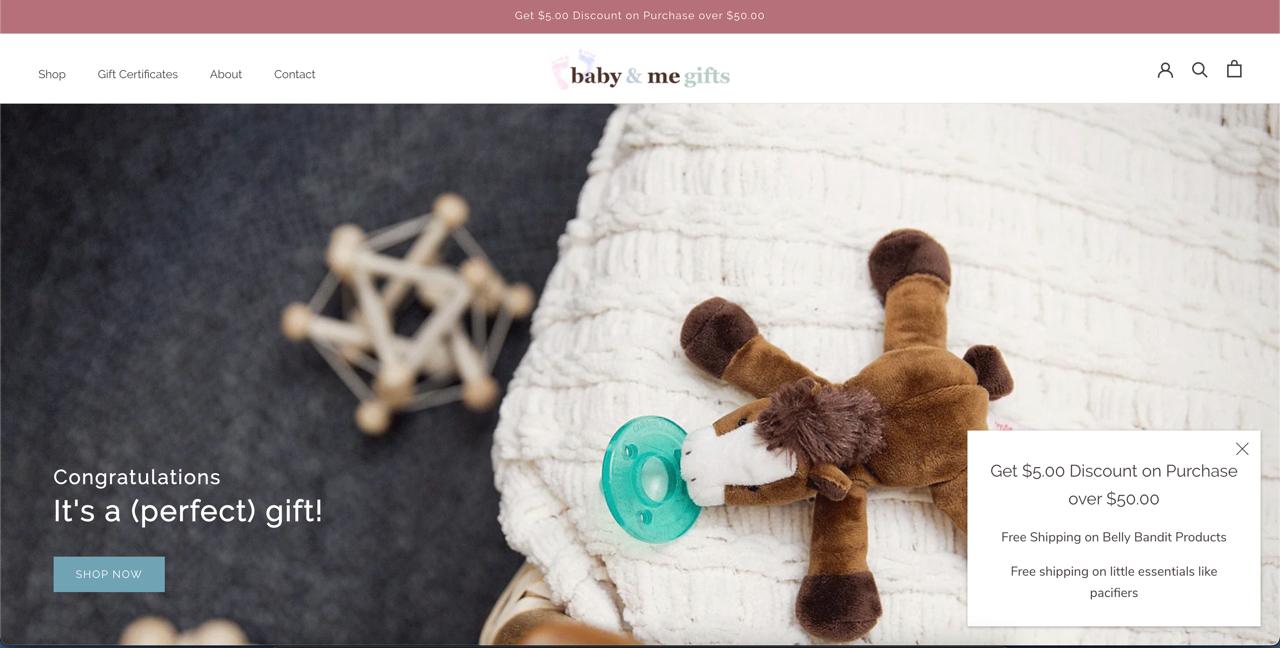 Get $5.00 Discount on Purchase over $50.00
Shop
Gift Certificates
About
Contact
baby & me gifts
Congratulations
It's a (perfect) gift!
SHOP NOW
Get $5.00 Discount on Purchase
over $50.00
Free Shipping on Belly Bandit Products
Free shipping on little essentials like
pacifiers